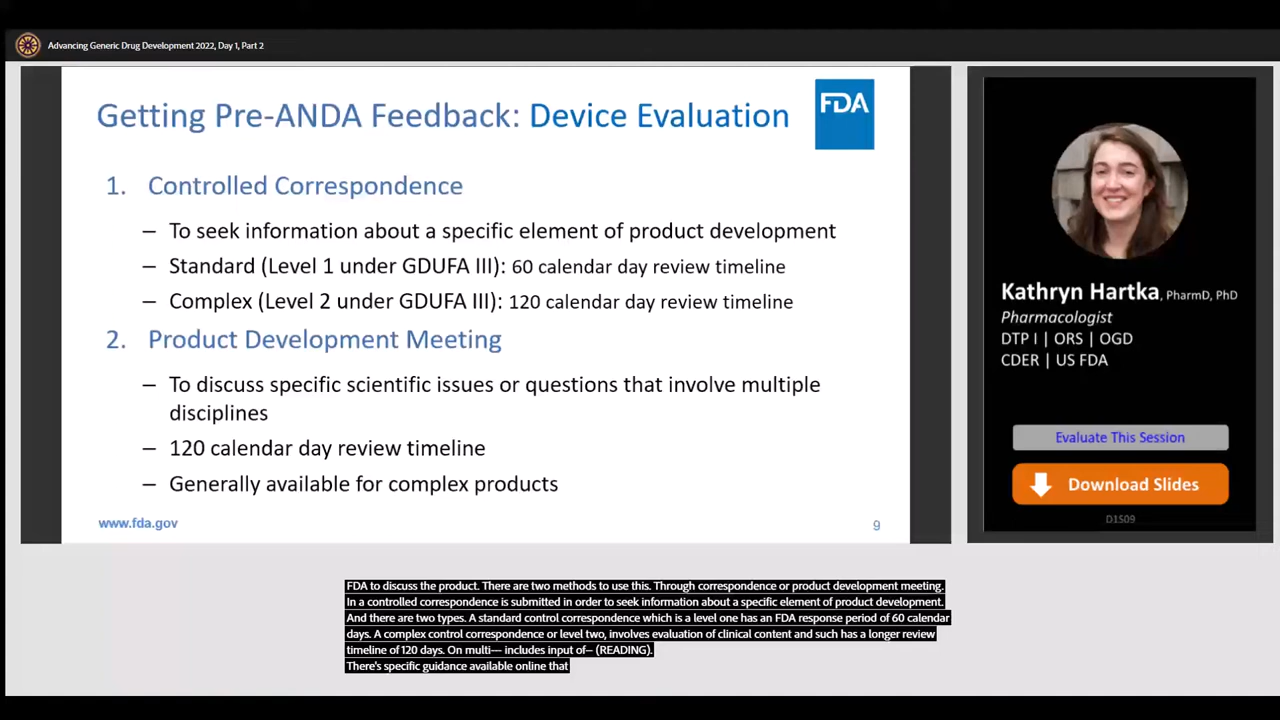 Advancing Generic Drug Development 2022, Day 1, Part 2
Getting Pre-ANDA Feedback: Device Evaluation
FDA
1. Controlled Correspondence
– To seek information about a specific element of product development
– Standard (Level 1 under GDUFA III): 60 calendar day review timeline
– Complex (Level 2 under GDUFA III): 120 calendar day review timeline
2. Product Development Meeting
– To discuss specific scientific issues or questions that involve multiple
disciplines
– 120 calendar day review timeline
– Generally available for complex products
www.fda.gov
9
Kathryn Hartka, PharmD, PhD
Pharmacologist
DTP I | ORS | OGD
CDER | US FDA
Evaluate This Session
Download Slides
D1S09
FDA to discuss the product. There are two methods to use this. Through correspondence or product development meeting.
In a controlled correspondence is submitted in order to seek information about a specific element of product development.
And there are two types. A standard control correspondence which is a level one has an FDA response period of 60 calendar
days. A complex control correspondence or level two, involves evaluation of clinical content and such has a longer review
timeline of 120 days. On multi--- includes input of-- (READING).
There's specific guidance available online that